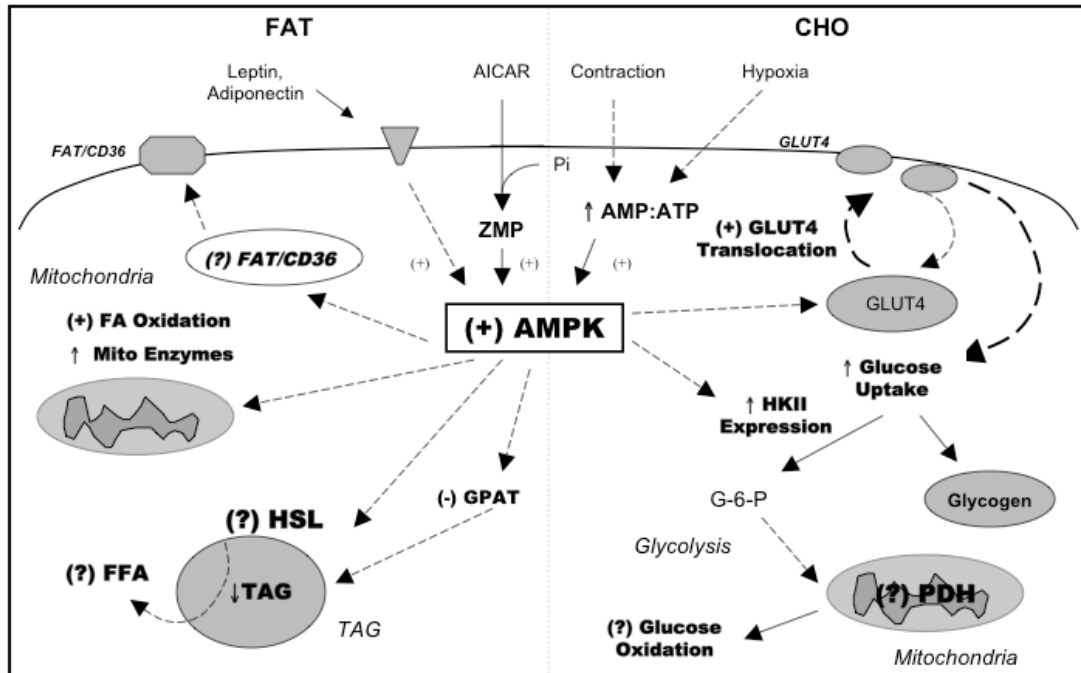 FAT
CHO
Leptin,
Adiponectin
AICAR
Contraction
Hypoxia
FAT/CD36
GLUT4
Pi
ZMP
↑ AMP:ATP
(+) GLUT4
Translocation
(?) FAT/CD36
Mitochondria
(+)
(+)
(+)
GLUT4
(+) AMPK
(+) FA Oxidation
↑ Mito Enzymes
↑ Glucose
Uptake
↑ HKII
Expression
(-) GPAT
G-6-P
Glycogen
(?) HSL
Glycolysis
(?) FFA
↓TAG
(?) PDH
TAG
(?) Glucose
Oxidation
Mitochondria